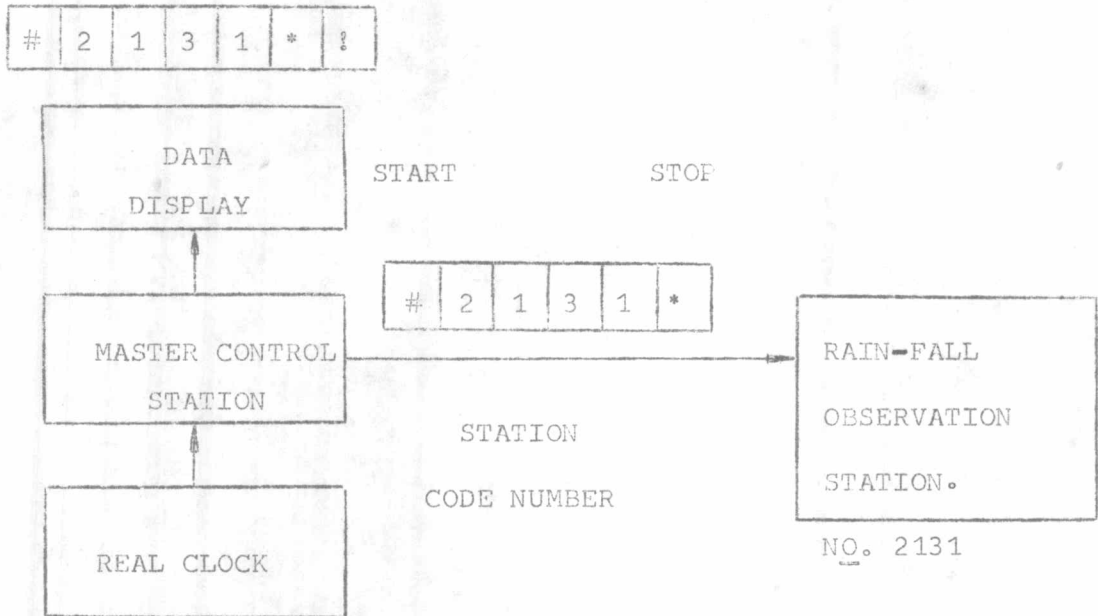 # 2 1 3 1 * !
DATA
DISPLAY
START STOP
# 2 1 3 1 *
MASTER CONTROL
STATION
RAIN-FALL
OBSERVATION
STATION.
STATION
CODE NUMBER
REAL CLOCK
NO. 2131